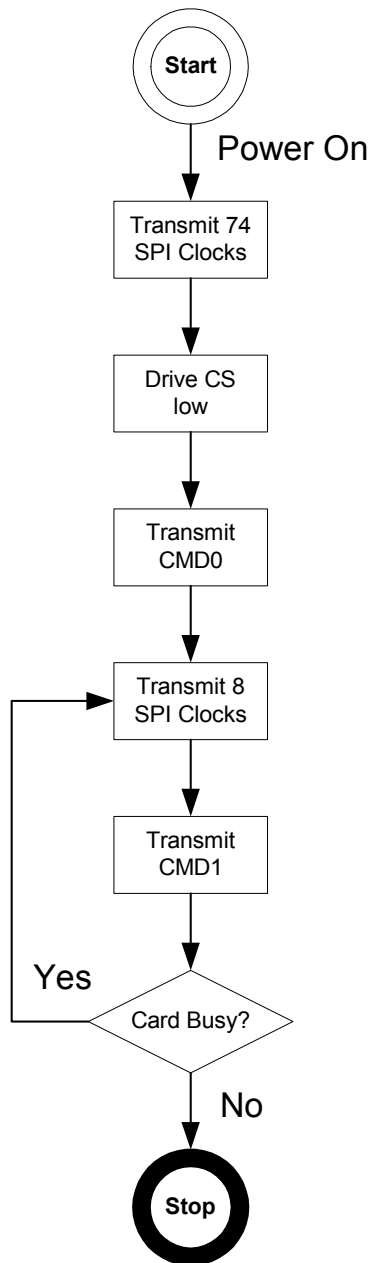 Start
Power On
Transmit 74
SPI Clocks
Drive CS
low
Transmit
CMD0
Transmit 8
SPI Clocks
Transmit
CMD1
Yes
Card Busy?
No
Stop